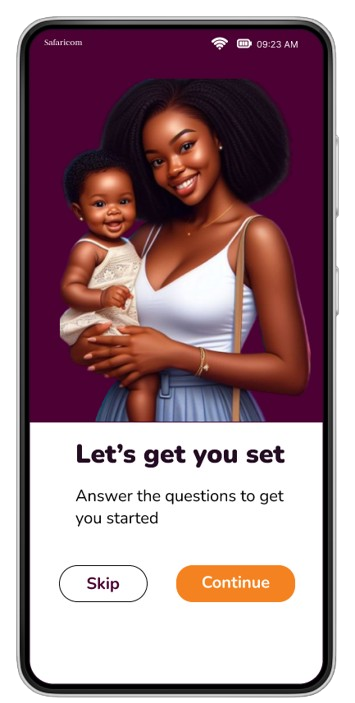 Safaricom
09:23 AM
Let's get you set
Answer the questions to get
you started
Skip
Continue